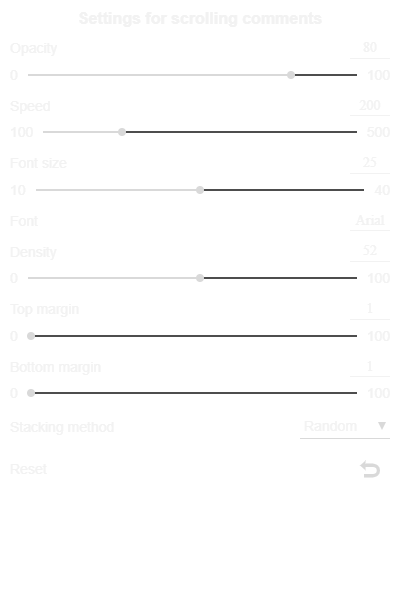 Settings for scrolling comments
Opacity 80
0 100
Speed 200
100 500
Font size 25
10 40
Font Arial
Density 52
0 100
Top margin 1
0 100
Bottom margin 1
0 100
Stacking method Random ▼
Reset